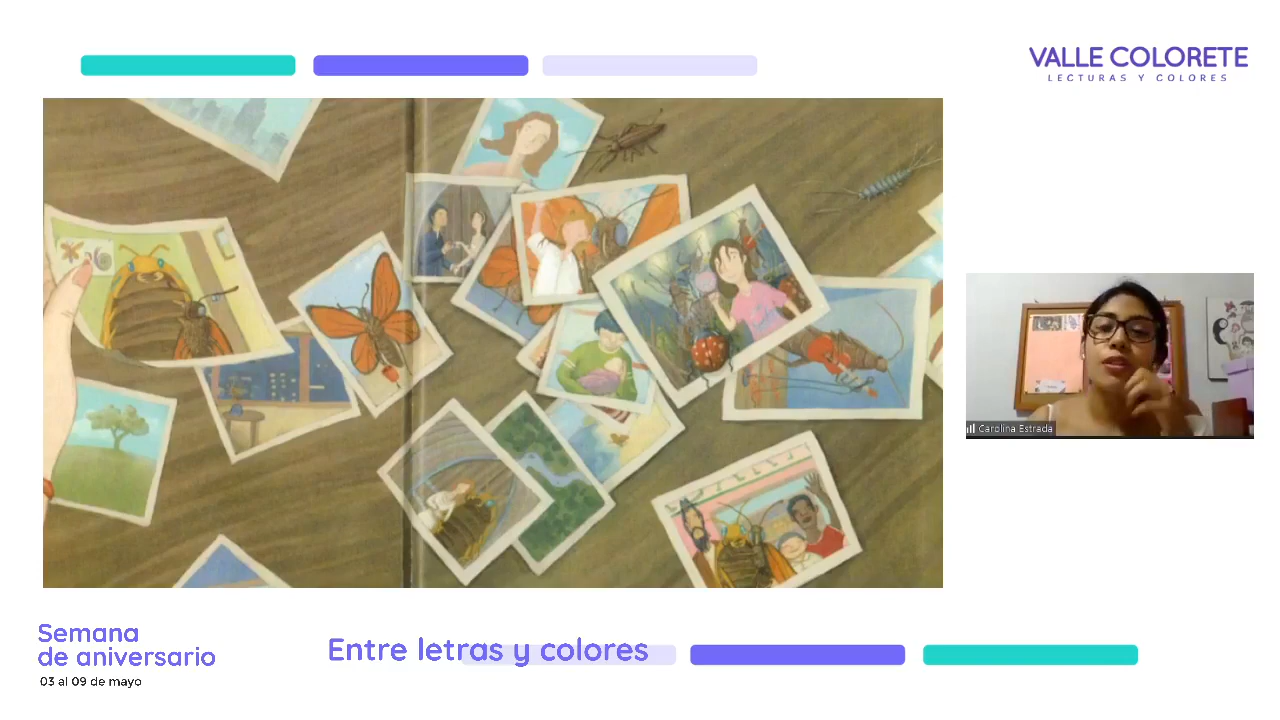 VALLE COLORETE
LECTURAS Y COLORES
Carolina Estrada
Semana
de aniversario
03 al 09 de mayo
Entre letras y colores